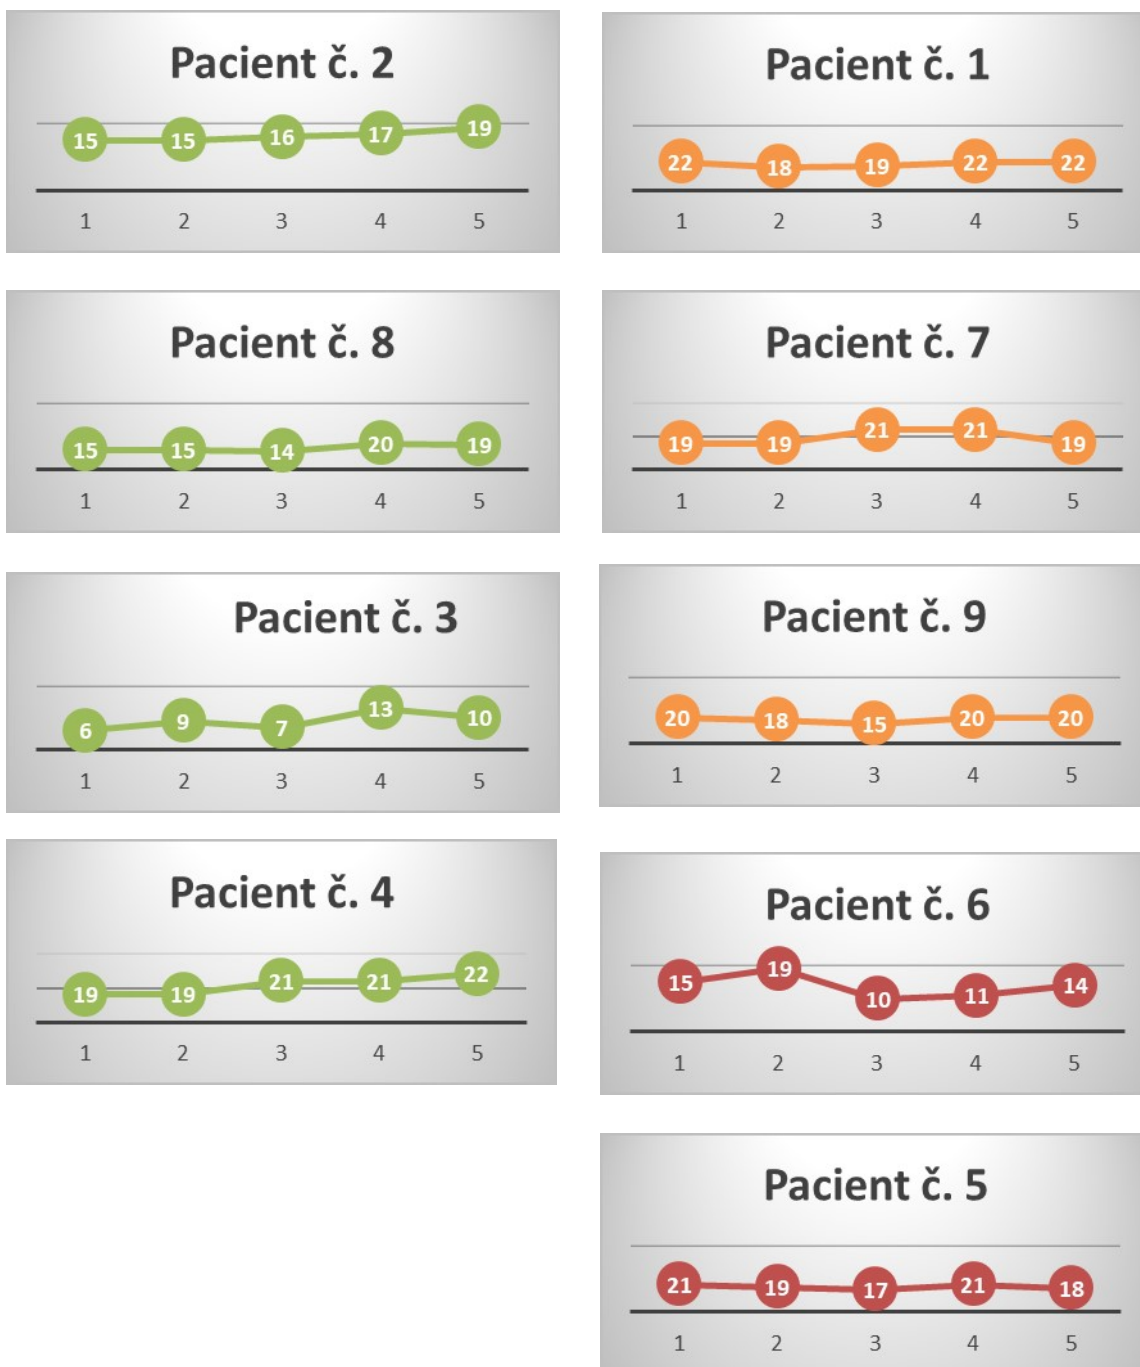 Pacient č. 2
15 15 16 17 19
1 2 3 4 5
Pacient č. 1
22 18 19 22 22
1 2 3 4 5
Pacient č. 8
15 15 14 20 19
1 2 3 4 5
Pacient č. 7
19 19 21 21 19
1 2 3 4 5
Pacient č. 3
6 9 7 13 10
1 2 3 4 5
Pacient č. 9
20 18 15 20 20
1 2 3 4 5
Pacient č. 4
19 19 21 21 22
1 2 3 4 5
Pacient č. 6
15 19 10 11 14
1 2 3 4 5
Pacient č. 5
21 19 17 21 18
1 2 3 4 5